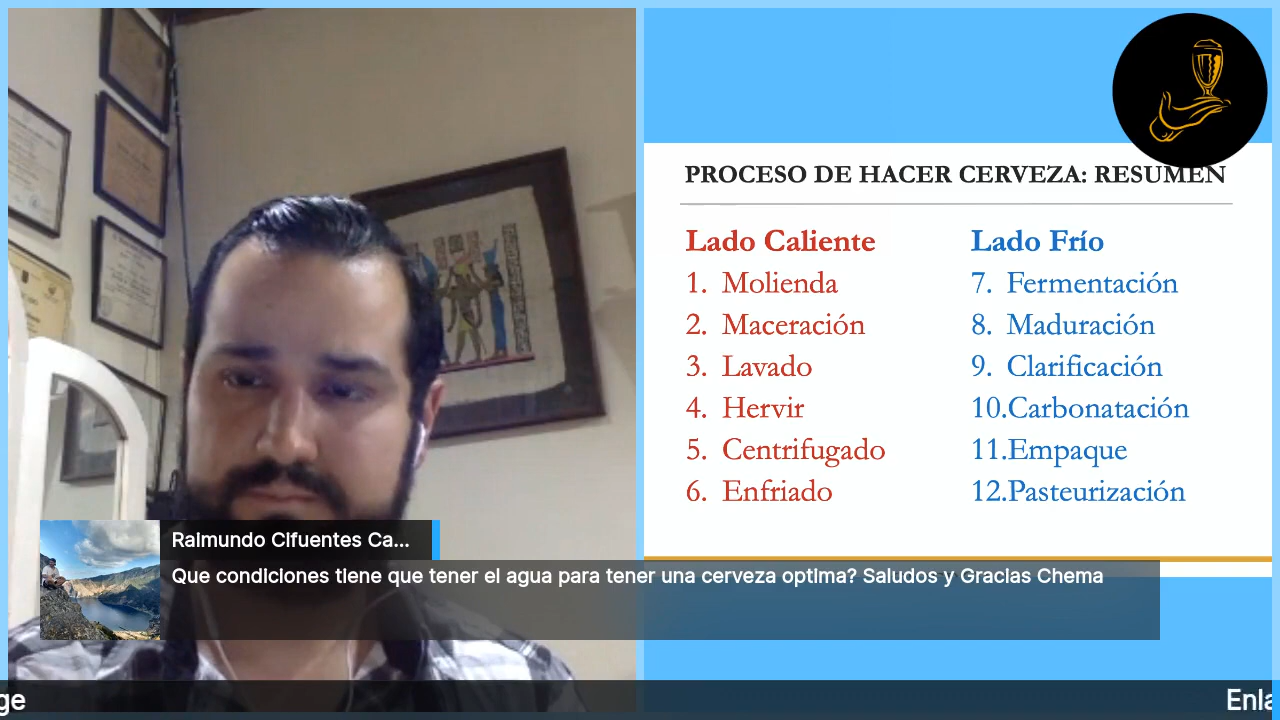 PROCESO DE HACER CERVEZA: RESUMEN
Lado Caliente
1. Molienda
2. Maceración
3. Lavado
4. Hervir
5. Centrifugado
6. Enfriado
Lado Frío
7. Fermentación
8. Maduración
9. Clarificación
10.Carbonatación
11.Empaque
12.Pasteurización
Raimundo Cifuentes Ca...
Que condiciones tiene que tener el agua para tener una cerveza optima? Saludos y Gracias Chema
ge
Enla